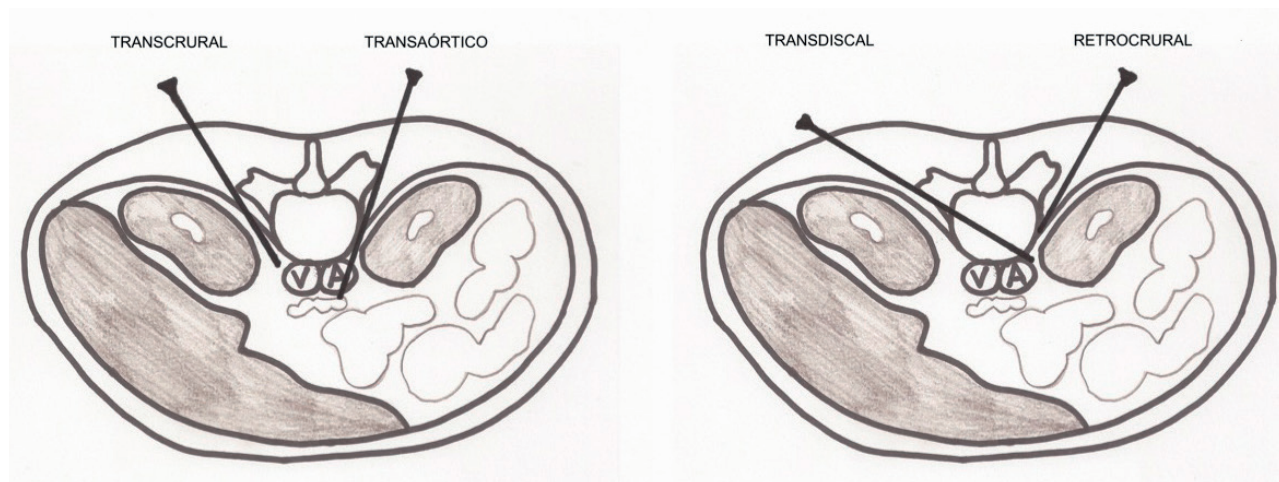 TRANSCRURAL
TRANSAÓRTICO
TRANSDISCAL
RETROCRURAL
V A
V A